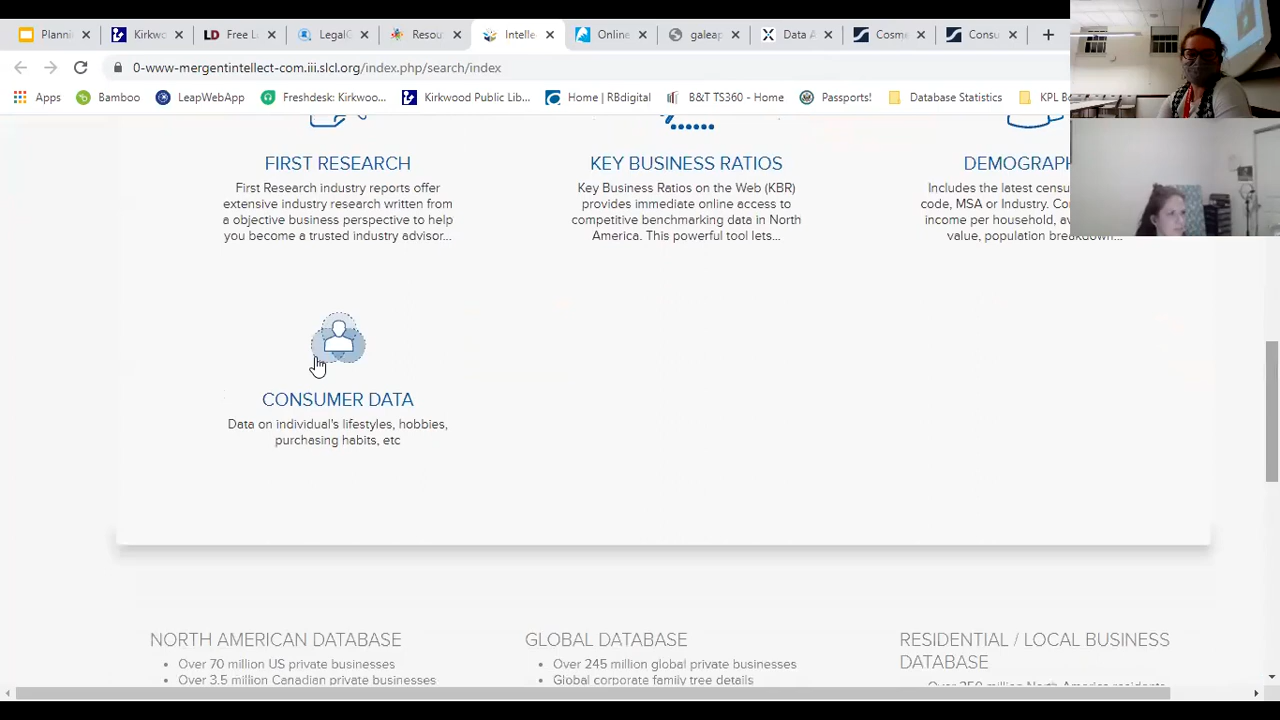 Planni
Kirkwo
Free L
LegalG
Resou
Intelle
Online
galeap
Data A
Cosme
Consu
0-www-mergentintellect-com.iii.slcl.org/index.php/search/index
Apps
Bamboo
LeapWebApp
Freshdesk: Kirkwoo...
Kirkwood Public Lib...
Home | RBdigital
B&T TS360 - Home
Passports!
Database Statistics
KPL B
FIRST RESEARCH
First Research industry reports offer
extensive industry research written from
a objective business perspective to help
you become a trusted industry advisor...
KEY BUSINESS RATIOS
Key Business Ratios on the Web (KBR)
provides immediate online access to
competitive benchmarking data in North
America. This powerful tool lets...
DEMOGRAPH
Includes the latest censu
code, MSA or Industry. Co
income per household, av
value, population breakdown...
CONSUMER DATA
Data on individual's lifestyles, hobbies,
purchasing habits, etc
NORTH AMERICAN DATABASE
• Over 70 million US private businesses
• Over 3.5 million Canadian private businesses
GLOBAL DATABASE
• Over 245 million global private businesses
• Global corporate family tree details
RESIDENTIAL / LOCAL BUSINESS
DATABASE
• Over 250 million North America residents